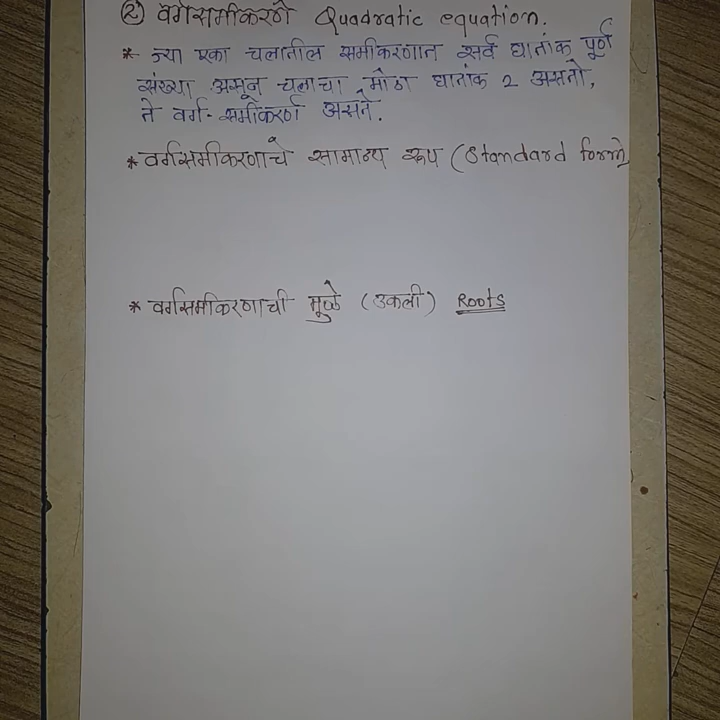 ② वर्गसमीकरणे Quadratic equation.
* ज्या एका चलातील समीकरणात सर्व घातांक पूर्ण
संख्या असून चलाचा मोठा घातांक 2 असतो,
ते वर्ग-समीकरण असते.
* वर्गसमीकरणाचे सामान्य रूप (Standard form)
* वर्गसमीकरणाची मूळे (उकली) Roots